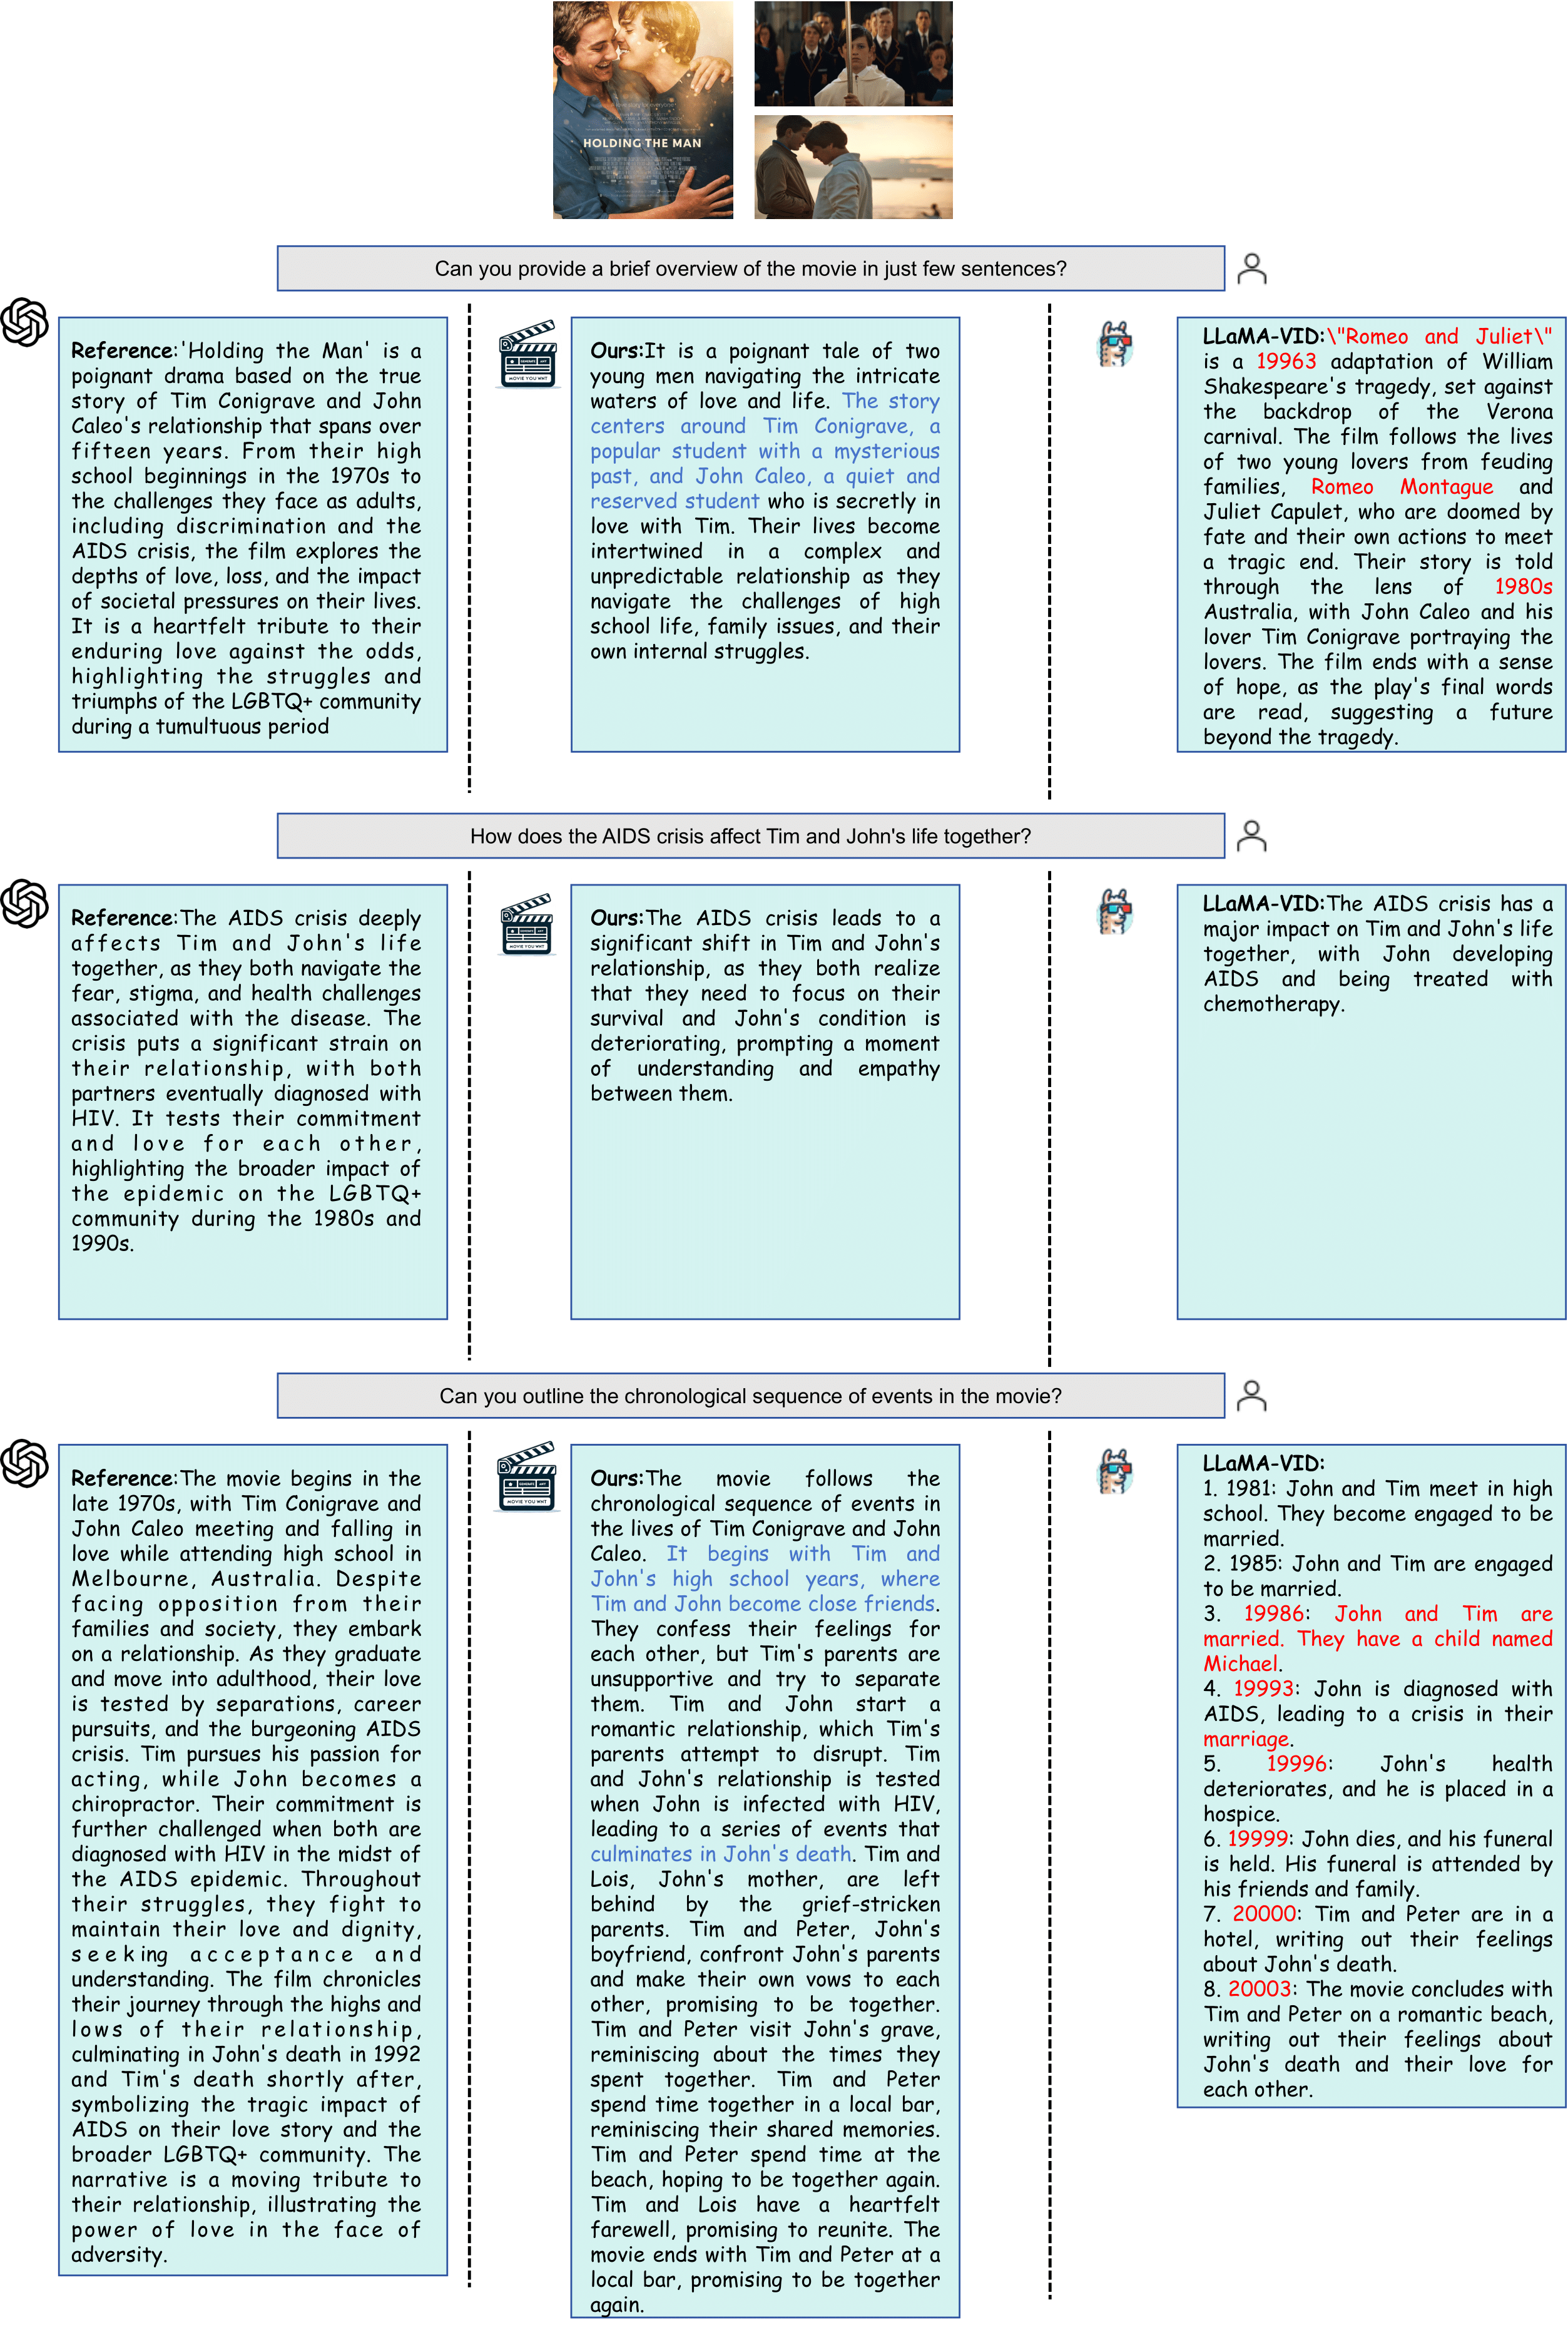 HOLDING THE MAN
Can you provide a brief overview of the movie in just few sentences?
Reference:'Holding the Man' is a
poignant drama based on the true
story of Tim Conigrave and John
Caleo's relationship that spans over
fifteen years. From their high
school beginnings in the 1970s to
the challenges they face as adults,
including discrimination and the
AIDS crisis, the film explores the
depths of love, loss, and the impact
of societal pressures on their lives.
It is a heartfelt tribute to their
enduring love against the odds,
highlighting the struggles and
triumphs of the LGBTQ+ community
during a tumultuous period
MOVIE YOU WNT
Ours:It is a poignant tale of two
young men navigating the intricate
waters of love and life. The story
centers around Tim Conigrave, a
popular student with a mysterious
past, and John Caleo, a quiet and
reserved student who is secretly in
love with Tim. Their lives become
intertwined in a complex and
unpredictable relationship as they
navigate the challenges of high
school life, family issues, and their
own internal struggles.
LLaMA-VID:\"Romeo and Juliet\"
is a 19963 adaptation of William
Shakespeare's tragedy, set against
the backdrop of the Verona
carnival. The film follows the lives
of two young lovers from feuding
families, Romeo Montague and
Juliet Capulet, who are doomed by
fate and their own actions to meet
a tragic end. Their story is told
through the lens of 1980s
Australia, with John Caleo and his
lover Tim Conigrave portraying the
lovers. The film ends with a sense
of hope, as the play's final words
are read, suggesting a future
beyond the tragedy.
How does the AIDS crisis affect Tim and John's life together?
Reference:The AIDS crisis deeply
affects Tim and John's life
together, as they both navigate the
fear, stigma, and health challenges
associated with the disease. The
crisis puts a significant strain on
their relationship, with both
partners eventually diagnosed with
HIV. It tests their commitment
and love for each other,
highlighting the broader impact of
the epidemic on the LGBTQ+
community during the 1980s and
1990s.
MOVIE YOU WNT
Ours:The AIDS crisis leads to a
significant shift in Tim and John's
relationship, as they both realize
that they need to focus on their
survival and John's condition is
deteriorating, prompting a moment
of understanding and empathy
between them.
LLaMA-VID:The AIDS crisis has a
major impact on Tim and John's life
together, with John developing
AIDS and being treated with
chemotherapy.
Can you outline the chronological sequence of events in the movie?
Reference:The movie begins in the
late 1970s, with Tim Conigrave and
John Caleo meeting and falling in
love while attending high school in
Melbourne, Australia. Despite
facing opposition from their
families and society, they embark
on a relationship. As they graduate
and move into adulthood, their love
is tested by separations, career
pursuits, and the burgeoning AIDS
crisis. Tim pursues his passion for
acting, while John becomes a
chiropractor. Their commitment is
further challenged when both are
diagnosed with HIV in the midst of
the AIDS epidemic. Throughout
their struggles, they fight to
maintain their love and dignity,
seeking acceptance and
understanding. The film chronicles
their journey through the highs and
lows of their relationship,
culminating in John's death in 1992
and Tim's death shortly after,
symbolizing the tragic impact of
AIDS on their love story and the
broader LGBTQ+ community. The
narrative is a moving tribute to
their relationship, illustrating the
power of love in the face of
adversity.
MOVIE YOU WNT
Ours:The movie follows the
chronological sequence of events in
the lives of Tim Conigrave and John
Caleo. It begins with Tim and
John's high school years, where
Tim and John become close friends.
They confess their feelings for
each other, but Tim's parents are
unsupportive and try to separate
them. Tim and John start a
romantic relationship, which Tim's
parents attempt to disrupt. Tim
and John's relationship is tested
when John is infected with HIV,
leading to a series of events that
culminates in John's death. Tim and
Lois, John's mother, are left
behind by the grief-stricken
parents. Tim and Peter, John's
boyfriend, confront John's parents
and make their own vows to each
other, promising to be together.
Tim and Peter visit John's grave,
reminiscing about the times they
spent together. Tim and Peter
spend time together in a local bar,
reminiscing their shared memories.
Tim and Peter spend time at the
beach, hoping to be together again.
Tim and Lois have a heartfelt
farewell, promising to reunite. The
movie ends with Tim and Peter at a
local bar, promising to be together
again.
LLaMA-VID:
1. 1981: John and Tim meet in high
school. They become engaged to be
married.
2. 1985: John and Tim are engaged
to be married.
3. 19986: John and Tim are
married. They have a child named
Michael.
4. 19993: John is diagnosed with
AIDS, leading to a crisis in their
marriage.
5. 19996: John's health
deteriorates, and he is placed in a
hospice.
6. 19999: John dies, and his funeral
is held. His funeral is attended by
his friends and family.
7. 20000: Tim and Peter are in a
hotel, writing out their feelings
about John's death.
8. 20003: The movie concludes with
Tim and Peter on a romantic beach,
writing out their feelings about
John's death and their love for
each other.